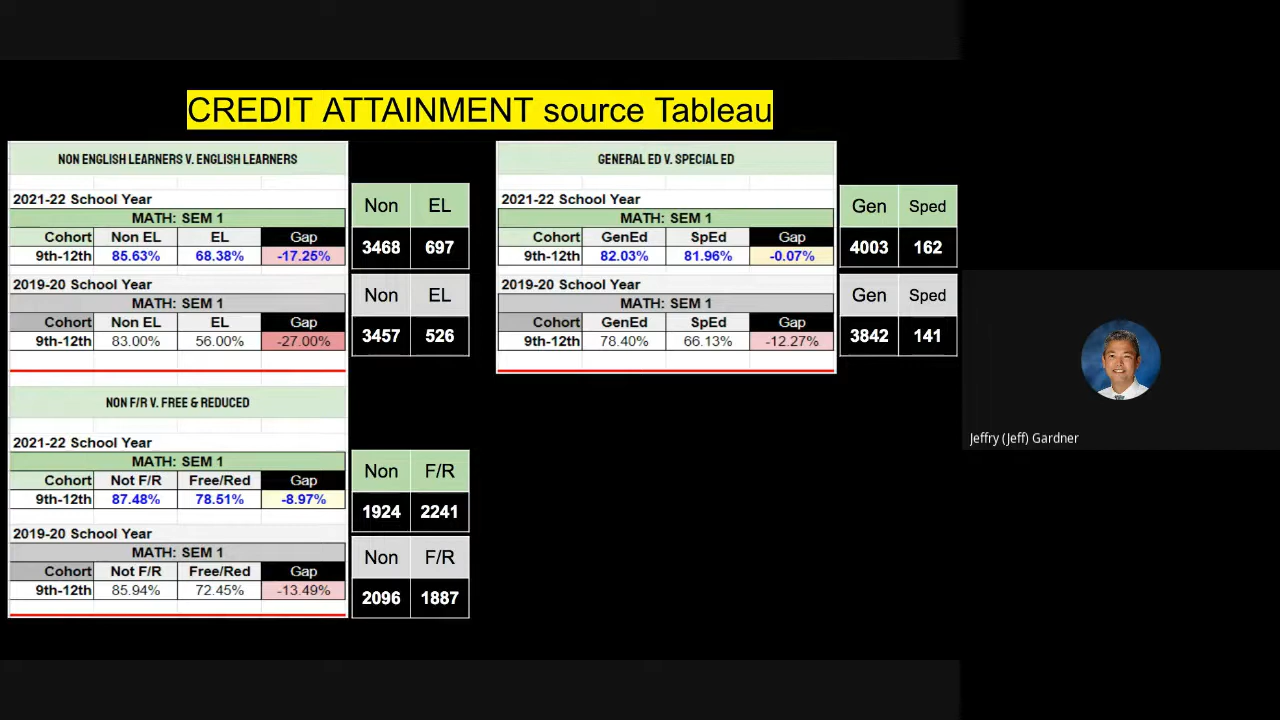 CREDIT ATTAINMENT source Tableau
NON ENGLISH LEARNERS V. ENGLISH LEARNERS
2021-22 School Year
MATH: SEM 1
Cohort Non EL EL Gap
9th-12th 85.63% 68.38% -17.25%
Non EL
3468 697
2019-20 School Year
MATH: SEM 1
Cohort Non EL EL Gap
9th-12th 83.00% 56.00% -27.00%
Non EL
3457 526
GENERAL ED V. SPECIAL ED
2021-22 School Year
MATH: SEM 1
Cohort GenEd SpEd Gap
9th-12th 82.03% 81.96% -0.07%
Gen Sped
4003 162
2019-20 School Year
MATH: SEM 1
Cohort GenEd SpEd Gap
9th-12th 78.40% 66.13% -12.27%
Gen Sped
3842 141
NON F/R V. FREE & REDUCED
2021-22 School Year
MATH: SEM 1
Cohort Not F/R Free/Red Gap
9th-12th 87.48% 78.51% -8.97%
Non F/R
1924 2241
2019-20 School Year
MATH: SEM 1
Cohort Not F/R Free/Red Gap
9th-12th 85.94% 72.45% -13.49%
Non F/R
2096 1887
Jeffry (Jeff) Gardner